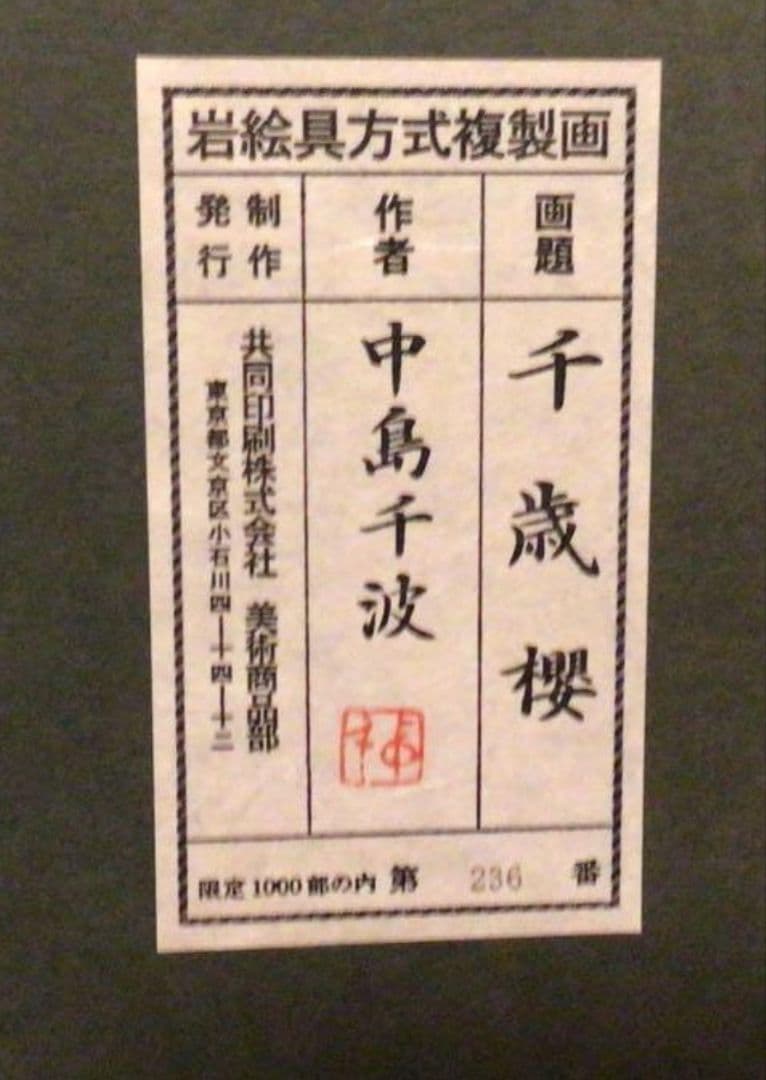 岩絵具方式複製画
画題
千歳櫻
作者
中島千波
制作
発行
共同印刷株式会社 美術商品部
東京都文京区小石川四ー十四ー十二
限定1000部の内 第 236 番